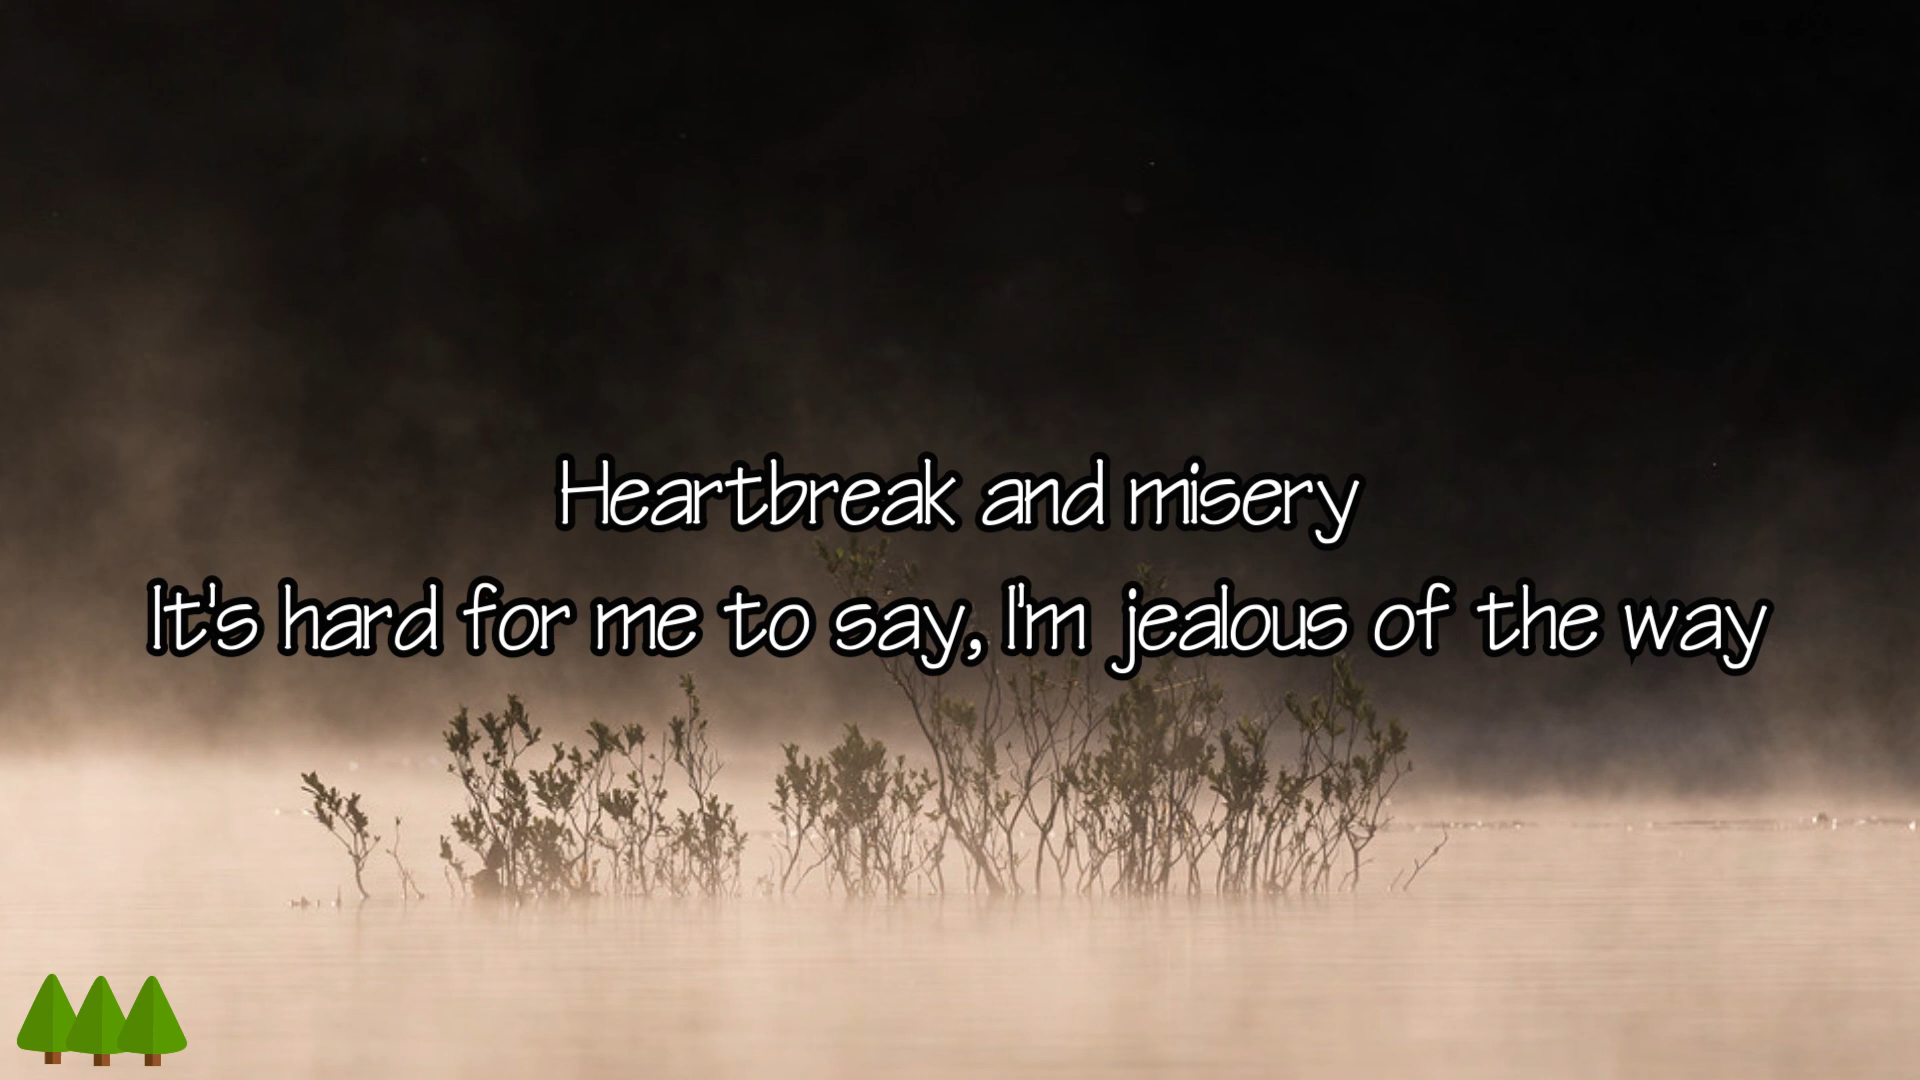 Heartbreak and misery
It's hard for me to say, I'm jealous of the way